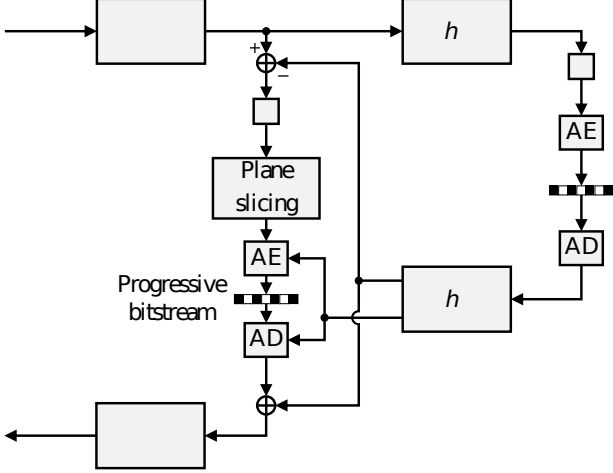 h
+
−
AE
Plane
slicing
AD
AE
h
Progressive
bitstream
AD